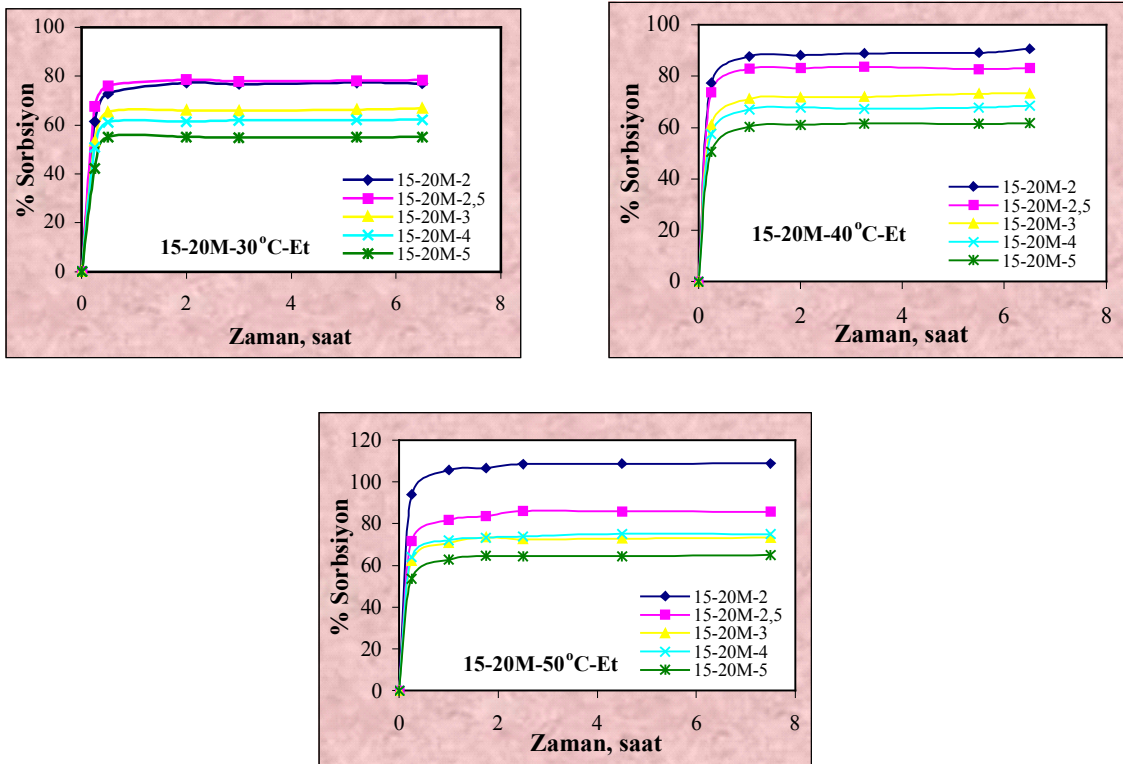 100
80
60
40
20
0
% Sorbsiyon
15-20M-2
15-20M-2,5
15-20M-3
15-20M-4
15-20M-5
15-20M-30°C-Et
0 2 4 6 8
Zaman, saat
100
80
60
40
20
0
% Sorbsiyon
15-20M-2
15-20M-2,5
15-20M-3
15-20M-4
15-20M-5
15-20M-40°C-Et
0 2 4 6 8
Zaman, saat
120
100
80
60
40
20
0
% Sorbsiyon
15-20M-2
15-20M-2,5
15-20M-3
15-20M-4
15-20M-5
15-20M-50°C-Et
0 2 4 6 8
Zaman, saat